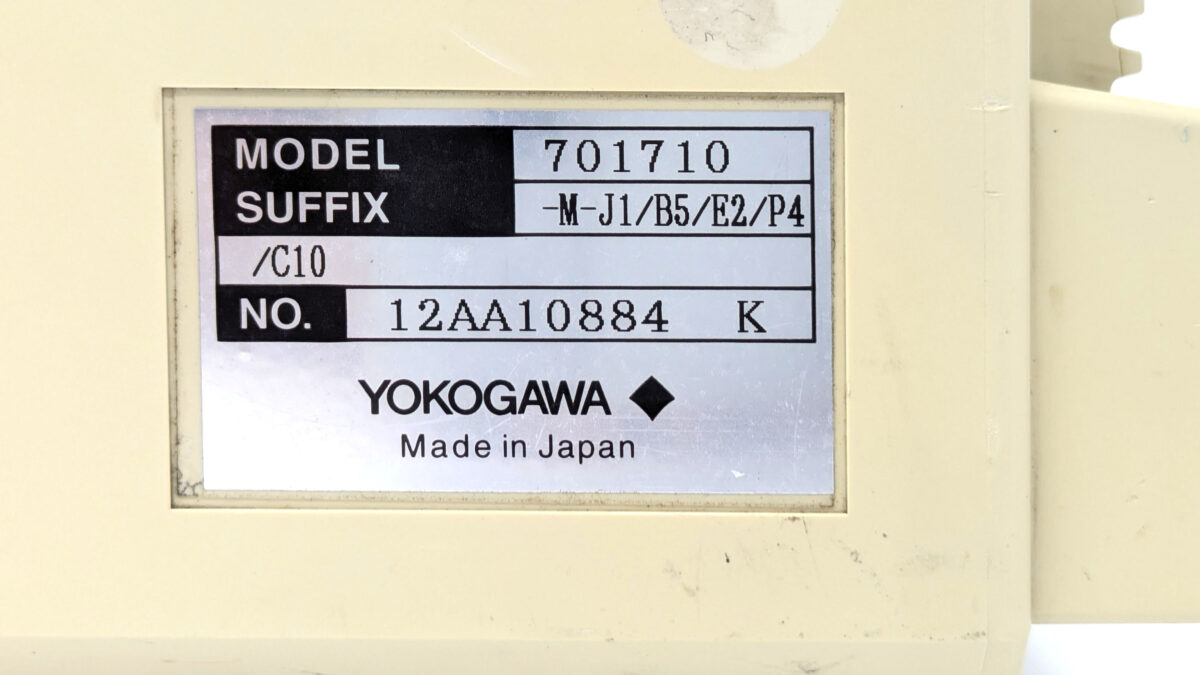 MODEL 701710
SUFFIX -M-J1/B5/E2/P4
/C10
NO. 12AA10884 K
YOKOGAWA
Made in Japan